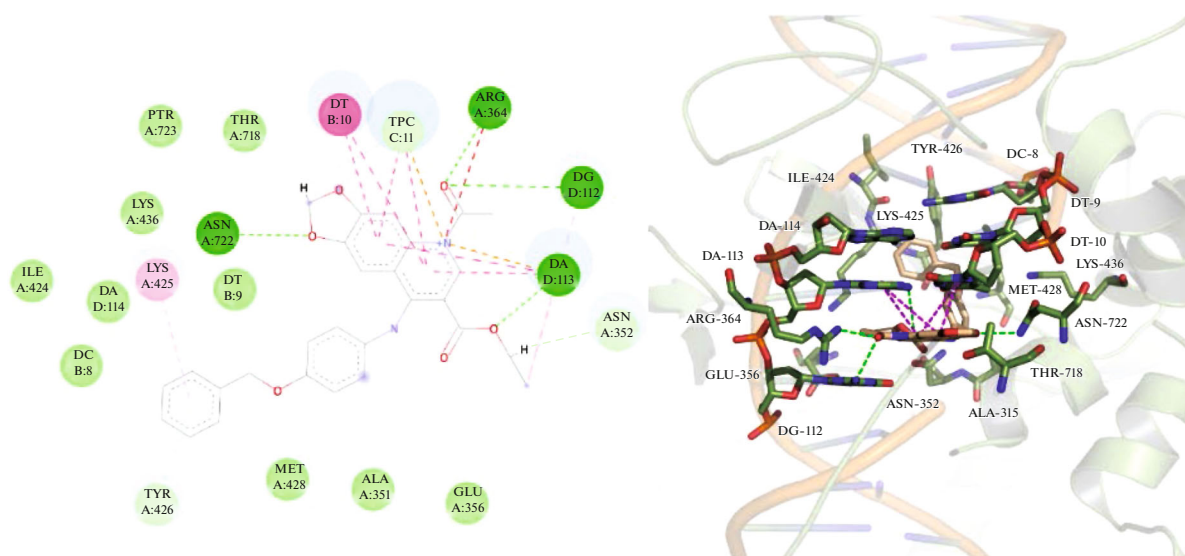 PTR
A:723
THR
A:718
DT
B:10
TPC
C:11
ARG
A:364
DG
D:112
LYS
A:436
ASN
A:722
H
O
O
O
N
ILE
A:424
DA
D:114
LYS
A:425
DT
B:9
DA
D:113
DC
B:8
N
O
H
O
O
ASN
A:352
TYR
A:426
MET
A:428
ALA
A:351
GLU
A:356
TYR-426
DC-8
ILE-424
DT-9
LYS-425
DA-114
DT-10
DA-113
LYS-436
MET-428
ARG-364
ASN-722
GLU-356
THR-718
ASN-352
ALA-315
DG-112